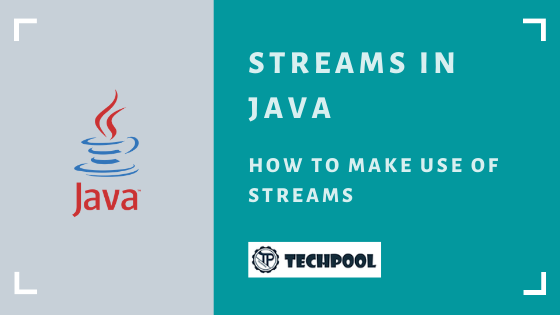 Java
STREAMS IN
JAVA
HOW TO MAKE USE OF
STREAMS
TP TECHPOOL